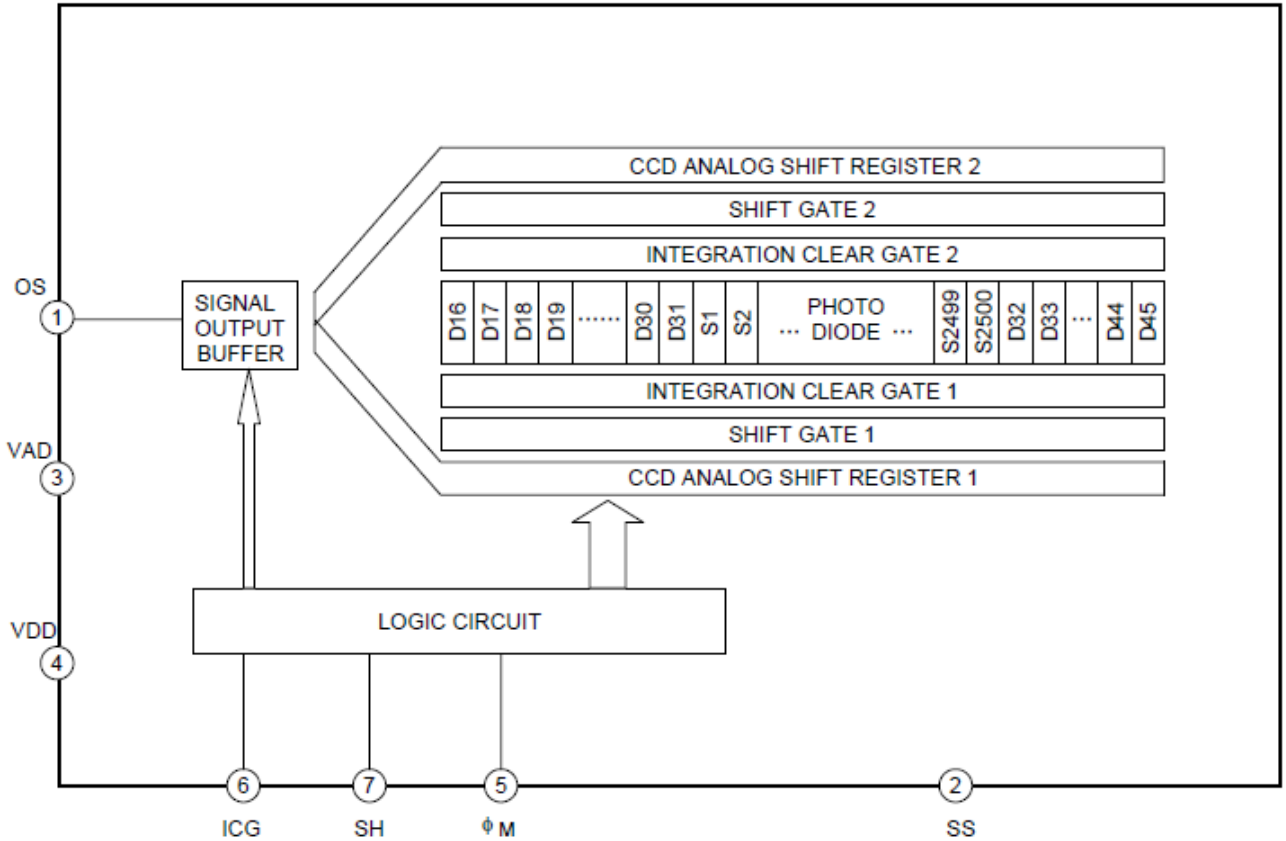 CCD ANALOG SHIFT REGISTER 2
SHIFT GATE 2
INTEGRATION CLEAR GATE 2
OS
1
SIGNAL
OUTPUT
BUFFER
D16 D17 D18 D19 ...... D30 D31 S1 S2 ... PHOTO DIODE ... S2499 S2500 D32 D33 ... D44 D45
INTEGRATION CLEAR GATE 1
SHIFT GATE 1
VAD
3
CCD ANALOG SHIFT REGISTER 1
LOGIC CIRCUIT
VDD
4
6 7 5 2
ICG SH ϕM SS